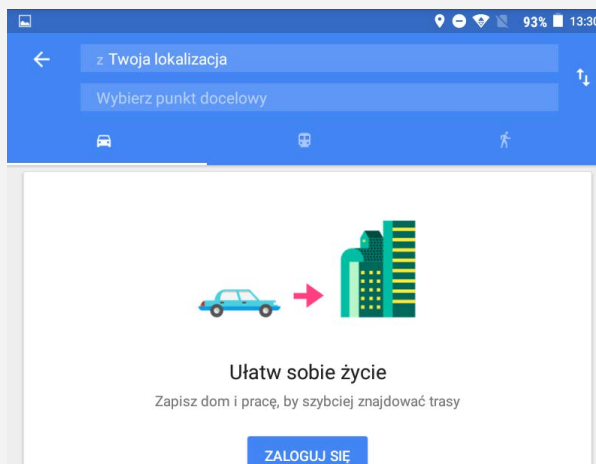 93% 13:30
z Twoja lokalizacja
Wybierz punkt docelowy
Ułatw sobie życie
Zapisz dom i pracę, by szybciej znajdować trasy
ZALOGUJ SIĘ